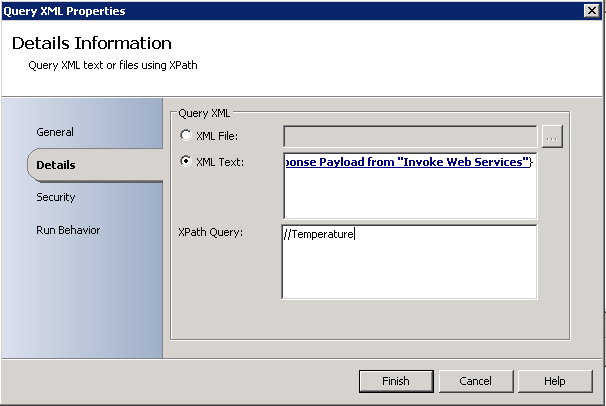 Query XML Properties
Details Information
Query XML text or files using XPath
General
Details
Security
Run Behavior
Query XML
XML File:
...
XML Text:
ponse Payload from "Invoke Web Services"}
XPath Query:
//Temperature
Finish
Cancel
Help